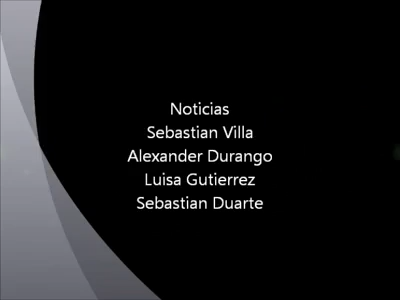 Noticias
Sebastian Villa
Alexander Durango
Luisa Gutierrez
Sebastian Duarte